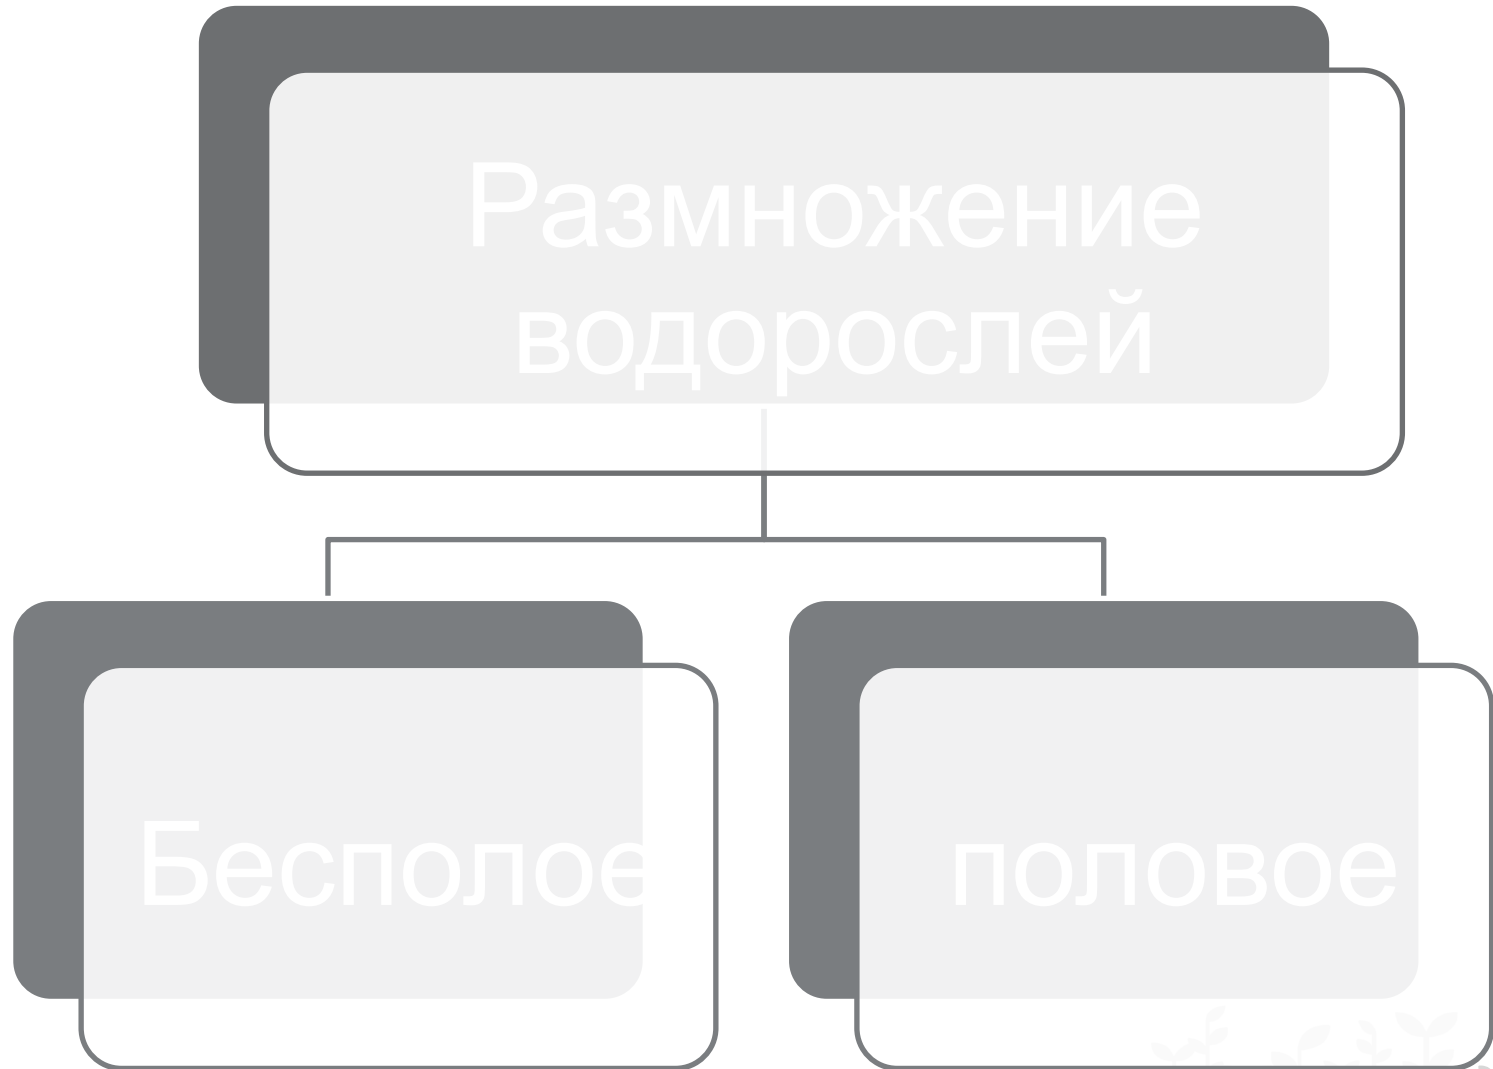 Размножение
водорослей
Бесполое
половое